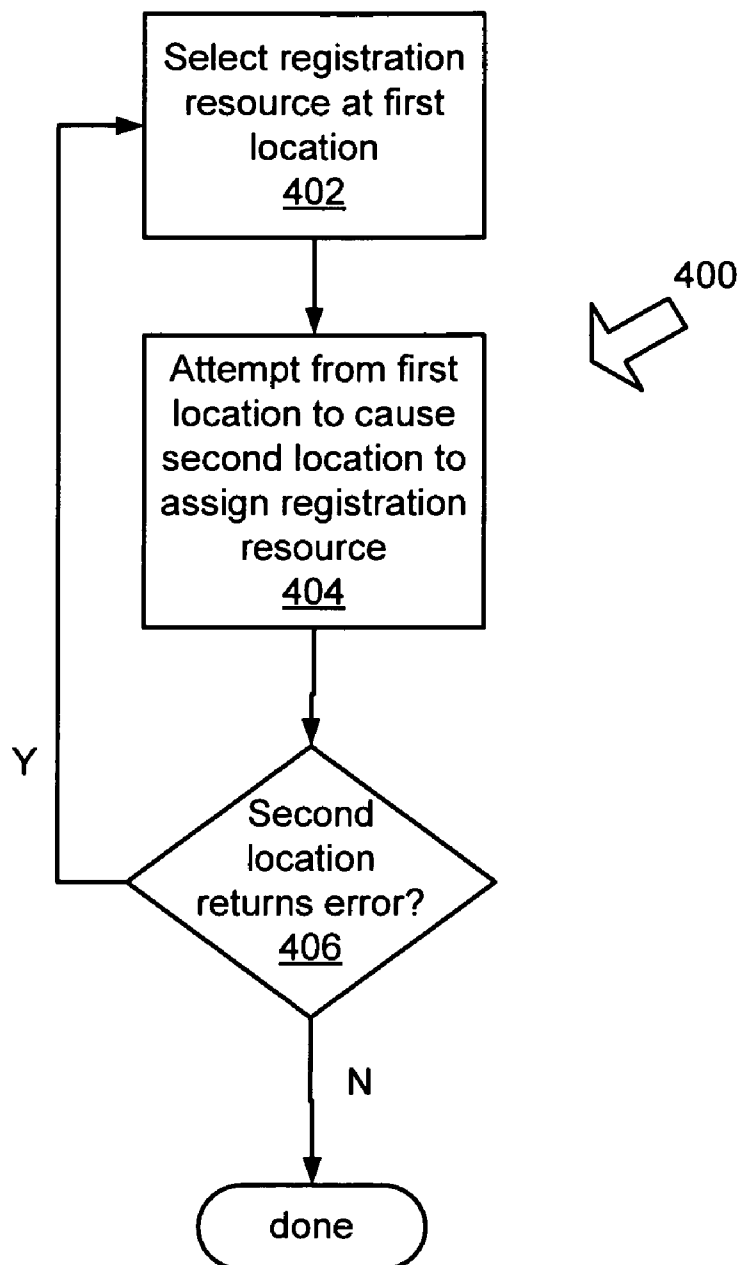 Select registration
resource at first
location
402
400
Attempt from first
location to cause
second location to
assign registration
resource
404
Y
Second
location
returns error?
406
N
done